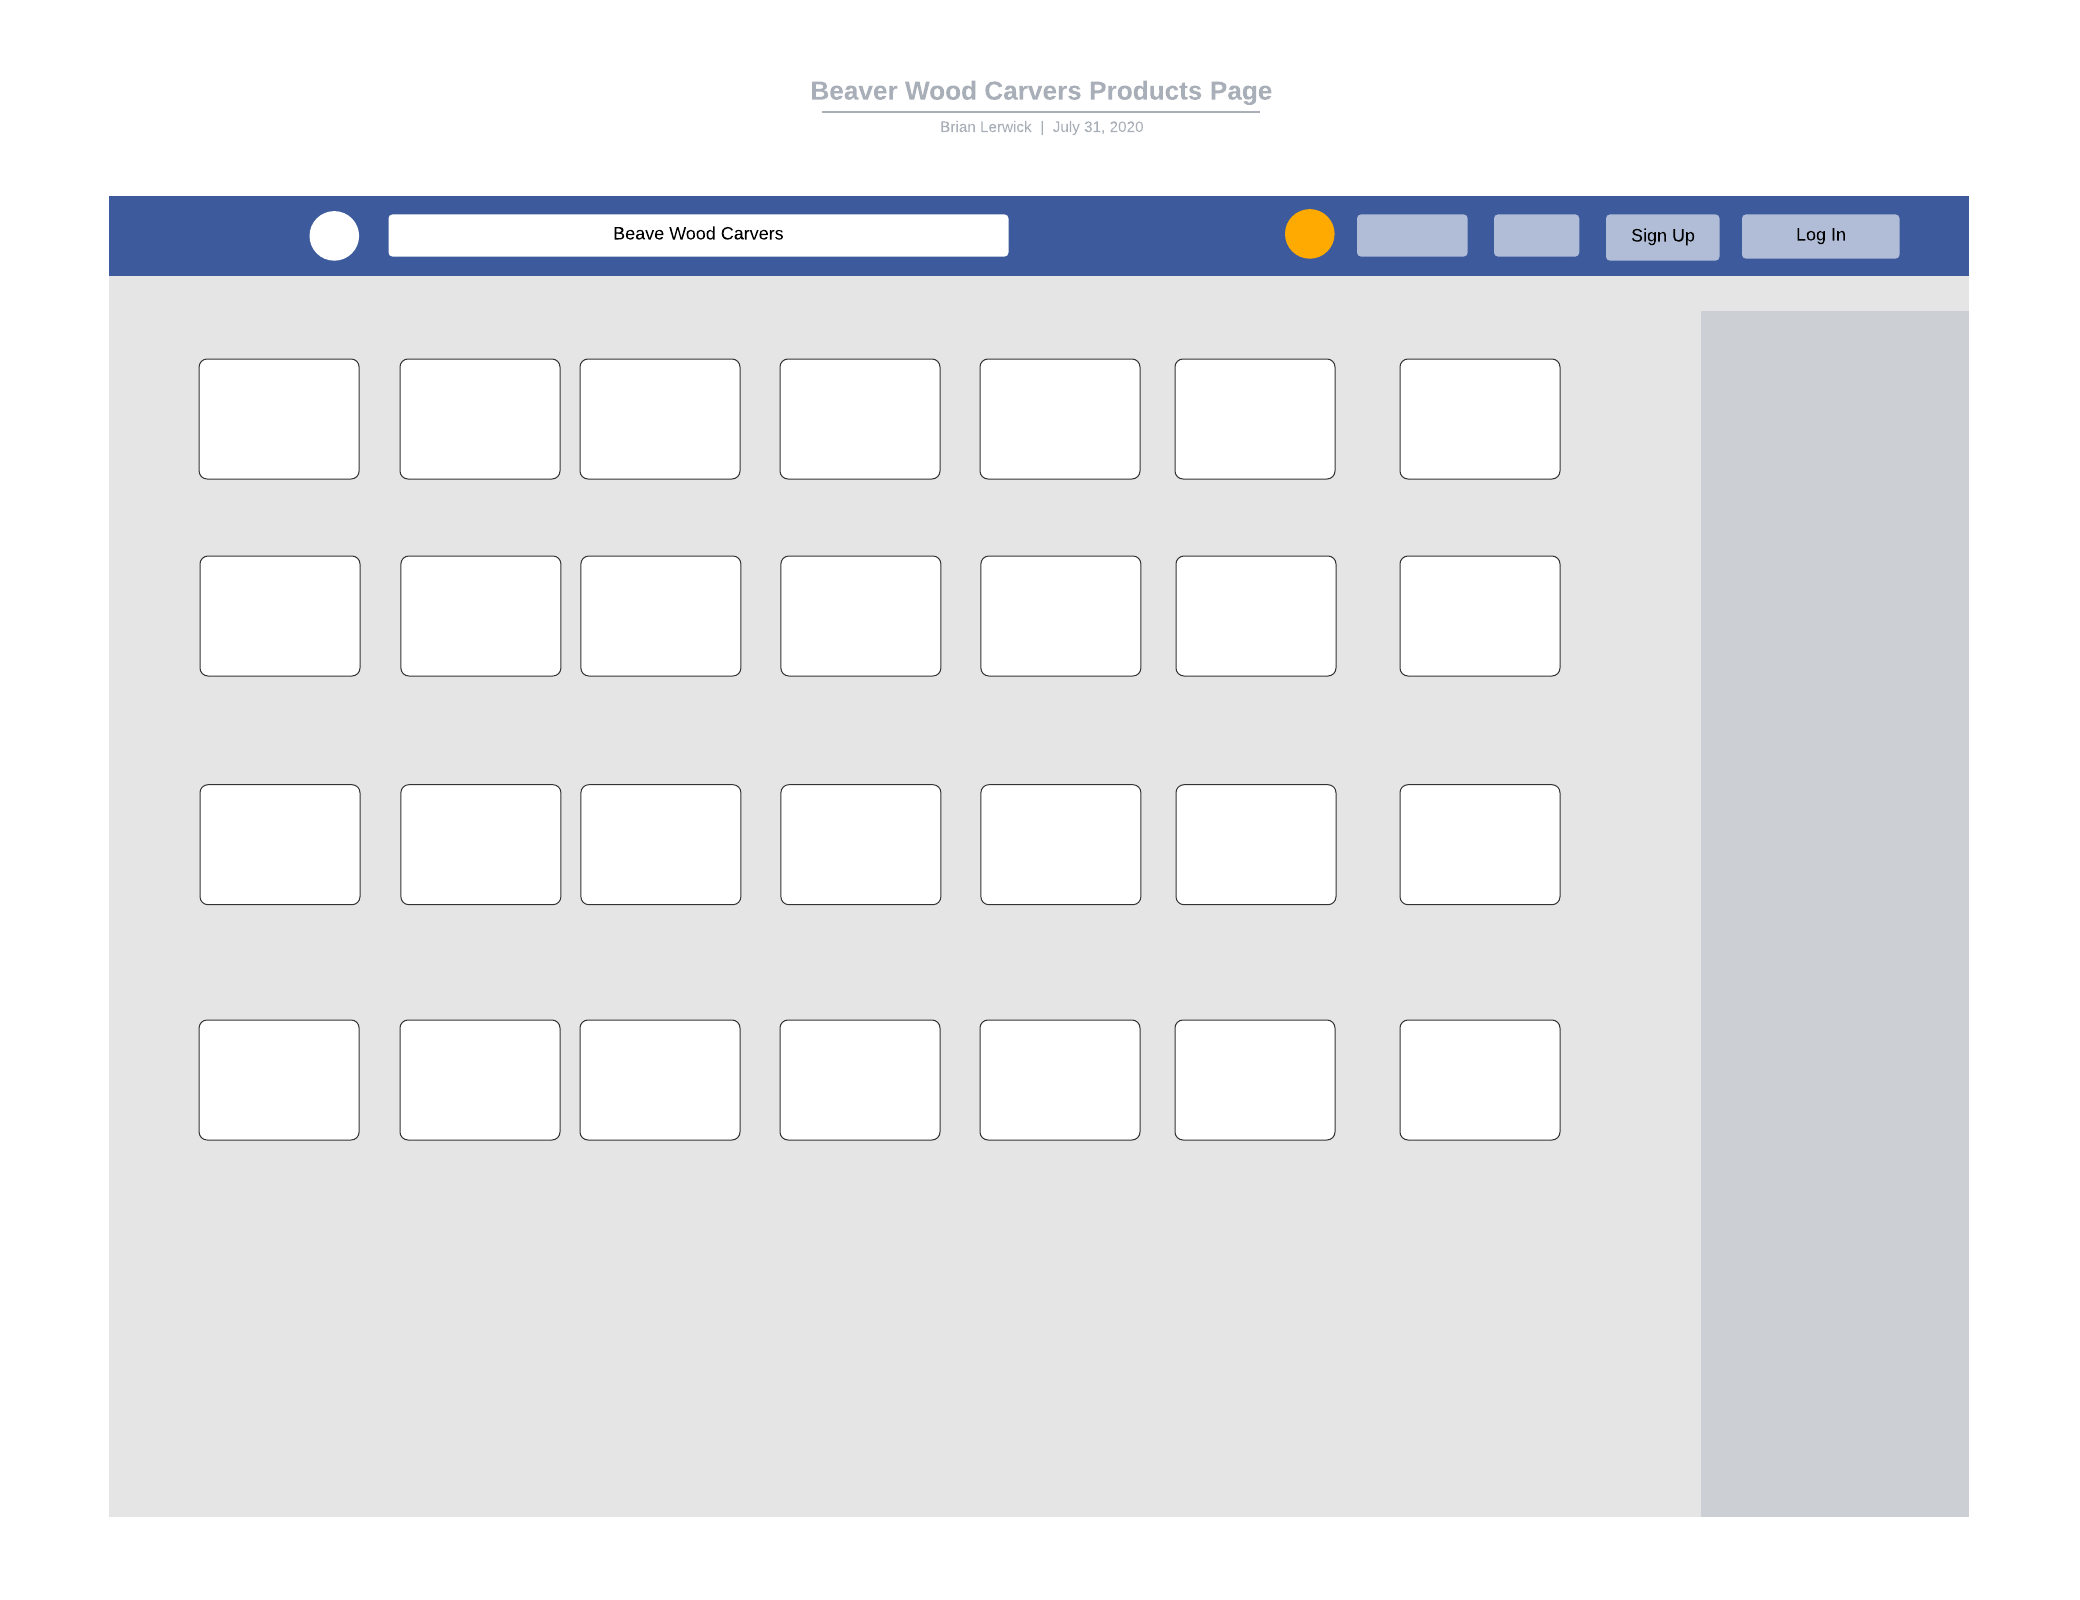 Beaver Wood Carvers Products Page
Brian Lerwick | July 31, 2020
Beave Wood Carvers
Sign Up
Log In